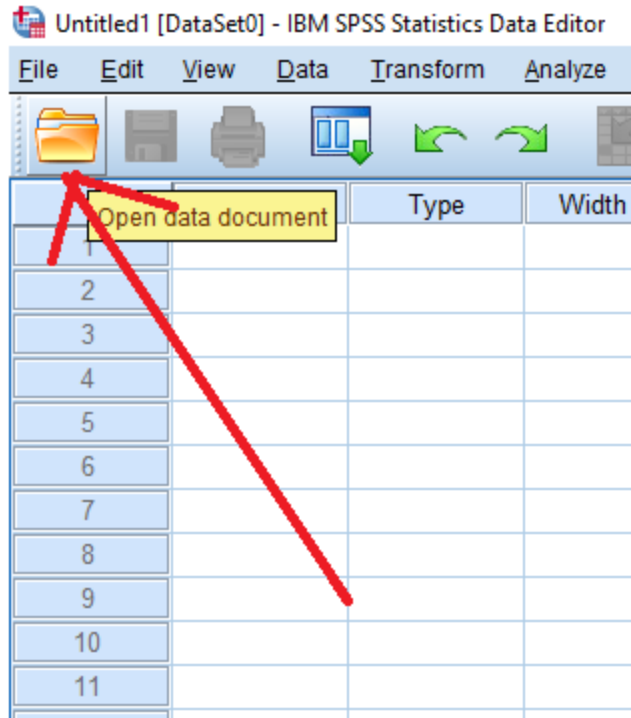 Untitled1 [DataSet0] - IBM SPSS Statistics Data Editor
File Edit View Data Transform Analyze
Open data document
Type Width
1
2
3
4
5
6
7
8
9
10
11